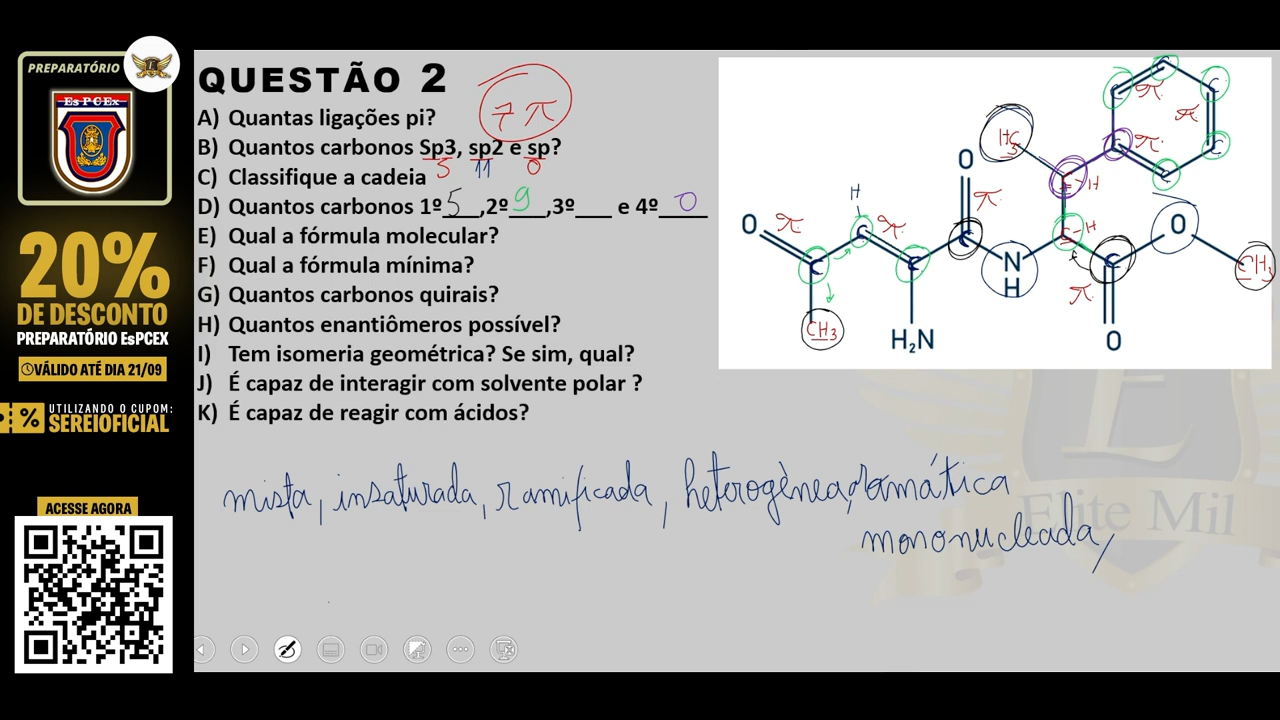 PREPARATÓRIO
EsPCEx
20%
DE DESCONTO
PREPARATÓRIO EsPCEX
VÁLIDO ATÉ DIA 21/09
% UTILIZANDO O CUPOM:
SEREIOFICIAL
ACESSE AGORA
QUESTÃO 2
7 π
A) Quantas ligações pi?
B) Quantos carbonos Sp3, sp2 e sp?
5 11 0
C) Classifique a cadeia
D) Quantos carbonos 1º 5___,2º 9___,3º___ e 4º 0____
E) Qual a fórmula molecular?
F) Qual a fórmula mínima?
G) Quantos carbonos quirais?
H) Quantos enantiômeros possível?
I) Tem isomeria geométrica? Se sim, qual?
J) É capaz de interagir com solvente polar ?
K) É capaz de reagir com ácidos?
C C C
C π π C
H₃C C π C
O C-H
H π
O π C π C C-H O
C C N C CH₃
H π
CH₃ H₂N O
mista, insaturada, ramificada, heterogênea, aromática
mononucleada,
Elite Mil